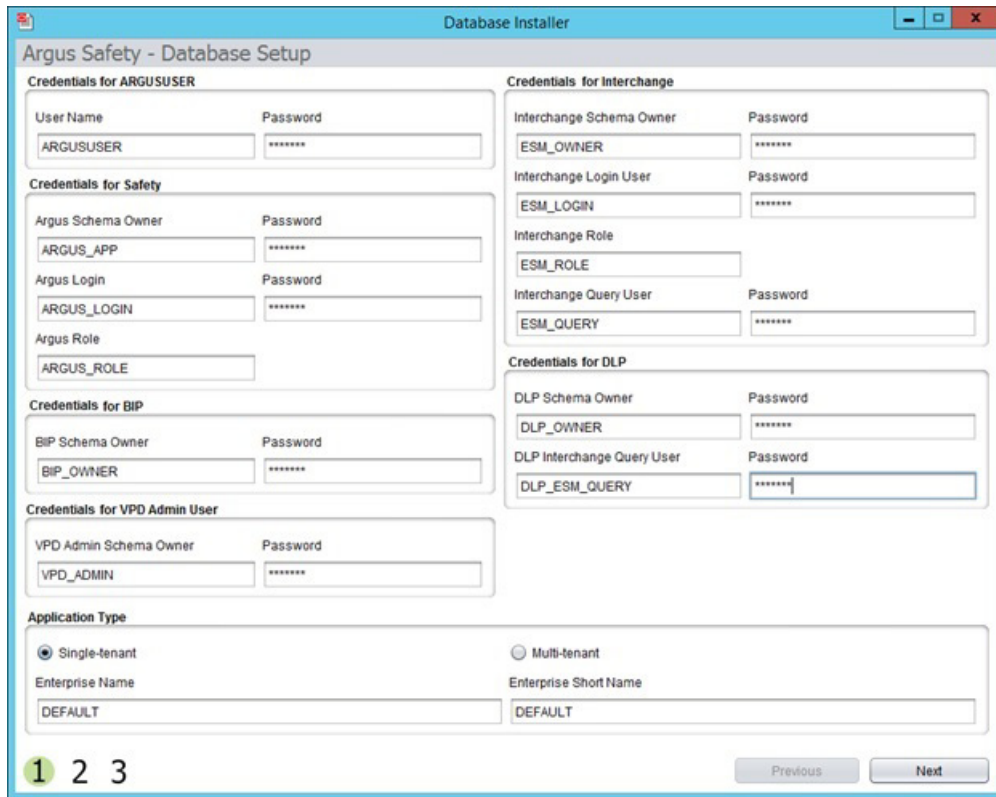 Database Installer
Argus Safety - Database Setup
Credentials for ARGUSUSER
User Name Password
ARGUSUSER *******
Credentials for Safety
Argus Schema Owner Password
ARGUS_APP *******
Argus Login Password
ARGUS_LOGIN *******
Argus Role
ARGUS_ROLE
Credentials for BIP
BIP Schema Owner Password
BIP_OWNER *******
Credentials for VPD Admin User
VPD Admin Schema Owner Password
VPD_ADMIN *******
Credentials for Interchange
Interchange Schema Owner Password
ESM_OWNER *******
Interchange Login User Password
ESM_LOGIN *******
Interchange Role
ESM_ROLE
Interchange Query User Password
ESM_QUERY *******
Credentials for DLP
DLP Schema Owner Password
DLP_OWNER *******
DLP Interchange Query User Password
DLP_ESM_QUERY *******
Application Type
Single-tenant Multi-tenant
Enterprise Name Enterprise Short Name
DEFAULT DEFAULT
1 2 3 Previous Next